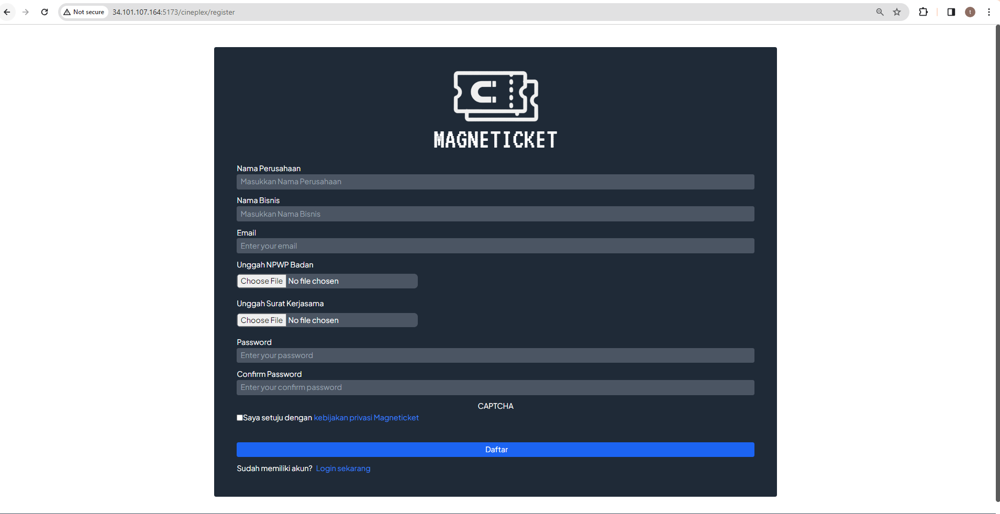 Not secure 34.101.107.164:5173/cineplex/register
t
MAGNETICKET
Nama Perusahaan
Masukkan Nama Perusahaan
Nama Bisnis
Masukkan Nama Bisnis
Email
Enter your email
Unggah NPWP Badan
Choose File No file chosen
Unggah Surat Kerjasama
Choose File No file chosen
Password
Enter your password
Confirm Password
Enter your confirm password
CAPTCHA
Saya setuju dengan kebijakan privasi Magneticket
Daftar
Sudah memiliki akun? Login sekarang